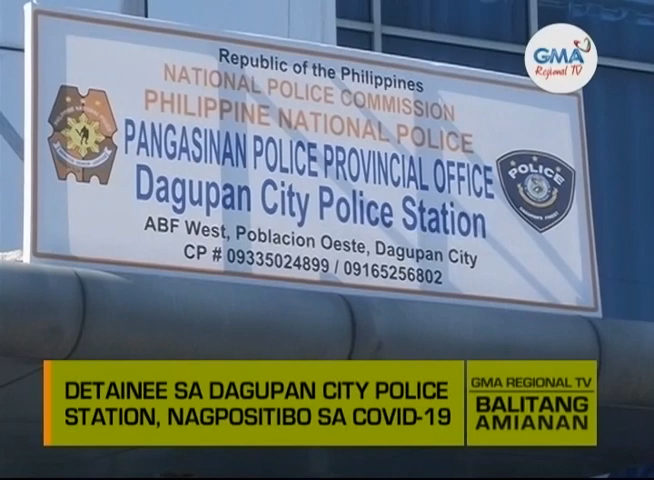 GMA
Regional TV
Republic of the Philippines
NATIONAL POLICE COMMISSION
PHILIPPINE NATIONAL POLICE
PANGASINAN POLICE PROVINCIAL OFFICE
Dagupan City Police Station
ABF West, Poblacion Oeste, Dagupan City
CP # 09335024899 / 09165256802
POLICE
DETAINEE SA DAGUPAN CITY POLICE
STATION, NAGPOSITIBO SA COVID-19
GMA REGIONAL TV
BALITANG
AMIANAN